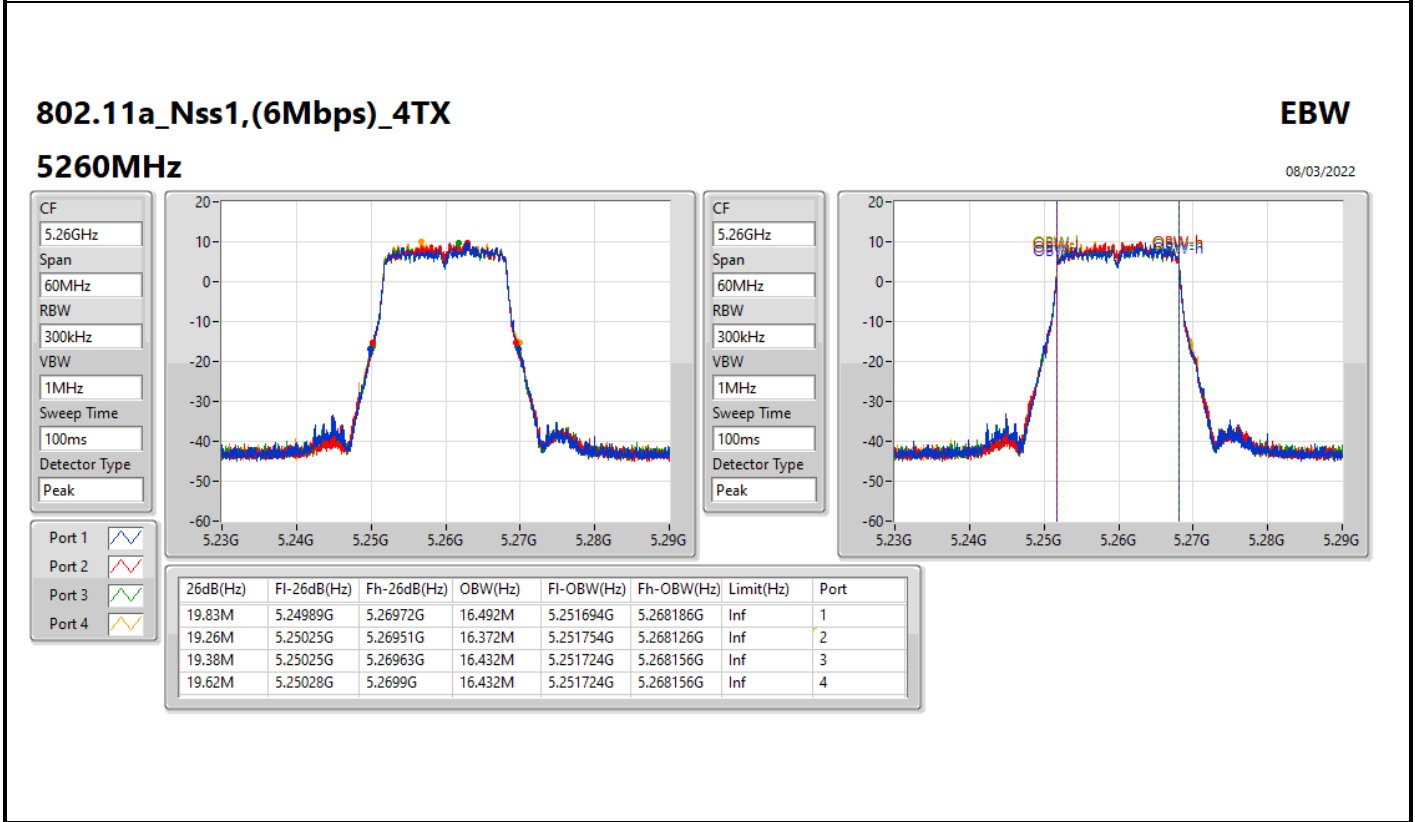 802.11a_Nss1,(6Mbps)_4TX
EBW
5260MHz
08/03/2022
CF
5.26GHz
Span
60MHz
RBW
300kHz
VBW
1MHz
Sweep Time
100ms
Detector Type
Peak
20
10
0
-10
-20
-30
-40
-50
-60
5.23G 5.24G 5.25G 5.26G 5.27G 5.28G 5.29G
CF
5.26GHz
Span
60MHz
RBW
300kHz
VBW
1MHz
Sweep Time
100ms
Detector Type
Peak
20
10
0
-10
-20
-30
-40
-50
-60
OBW-h
5.23G 5.24G 5.25G 5.26G 5.27G 5.28G 5.29G
Port 1
Port 2
Port 3
Port 4
26dB(Hz) Fl-26dB(Hz) Fh-26dB(Hz) OBW(Hz) Fl-OBW(Hz) Fh-OBW(Hz) Limit(Hz) Port
19.83M 5.24989G 5.26972G 16.492M 5.251694G 5.268186G Inf 1
19.26M 5.25025G 5.26951G 16.372M 5.251754G 5.268126G Inf 2
19.38M 5.25025G 5.26963G 16.432M 5.251724G 5.268156G Inf 3
19.62M 5.25028G 5.2699G 16.432M 5.251724G 5.268156G Inf 4